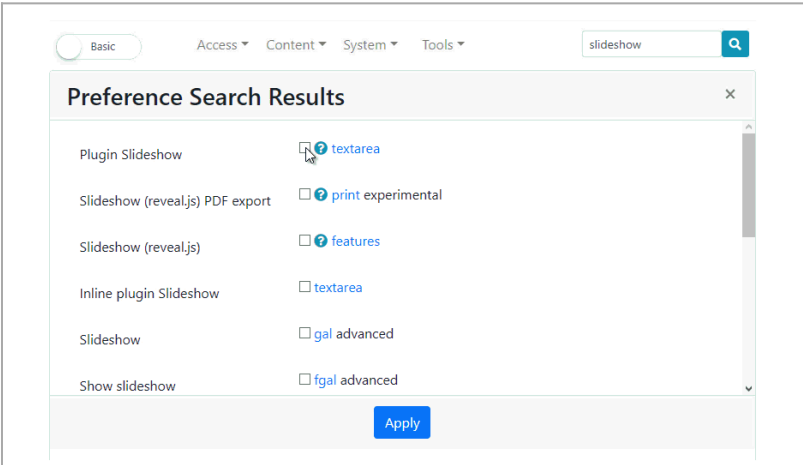 Basic Access Content System Tools slideshow
Preference Search Results ×
Plugin Slideshow ? textarea
Slideshow (reveal.js) PDF export ? print experimental
Slideshow (reveal.js) ? features
Inline plugin Slideshow textarea
Slideshow gal advanced
Show slideshow fgal advanced
Apply